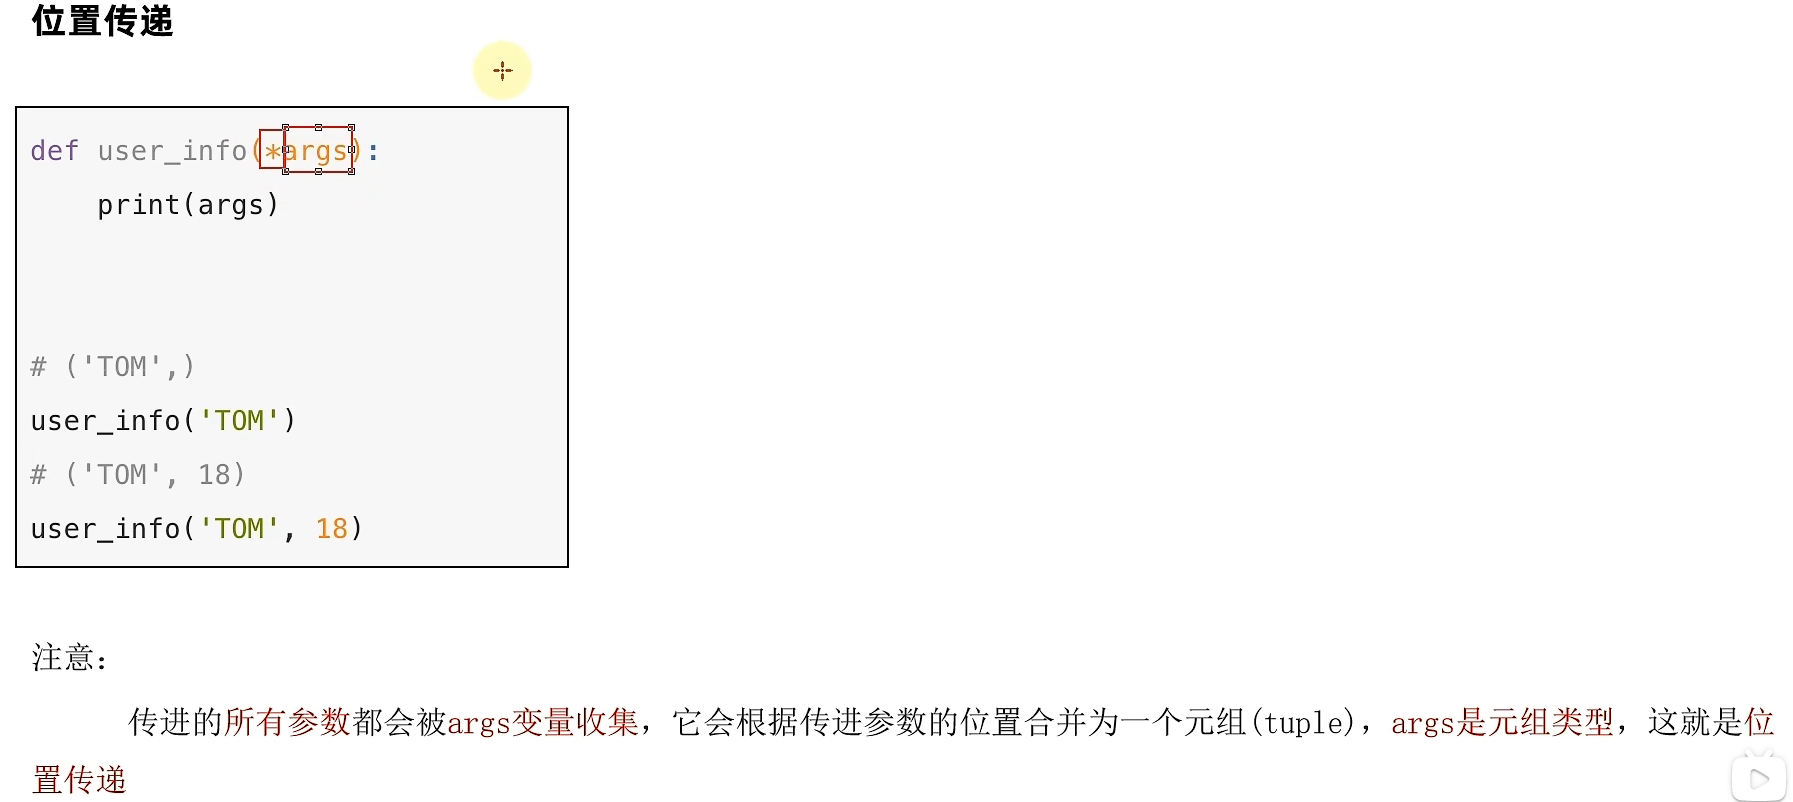 位置传递
def user_info(*args):
    print(args)
# ('TOM',)
user_info('TOM')
# ('TOM', 18)
user_info('TOM', 18)
注意：
传进的所有参数都会被args变量收集，它会根据传进参数的位置合并为一个元组(tuple)，args是元组类型，这就是位
置传递